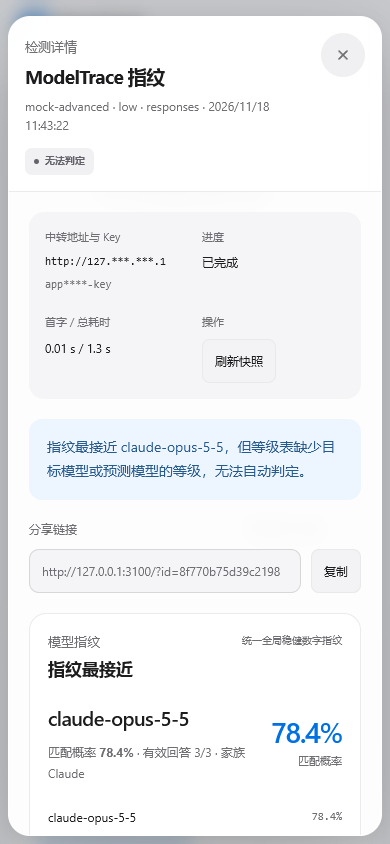 检测详情
ModelTrace 指纹
mock-advanced · low · responses · 2026/11/18
11:43:22
无法判定
中转地址与 Key
进度
http://127.***.***.1
已完成
app****-key
首字 / 总耗时
操作
0.01 s / 1.3 s
刷新快照
指纹最接近 claude-opus-5-5，但等级表缺少目
标模型或预测模型的等级，无法自动判定。
分享链接
http://127.0.0.1:3100/?id=8f770b75d39c2198
复制
模型指纹
统一全局稳健数字指纹
指纹最接近
claude-opus-5-5
78.4%
匹配概率 78.4% · 有效回答 3/3 · 家族
Claude
匹配概率
claude-opus-5-5
78.4%